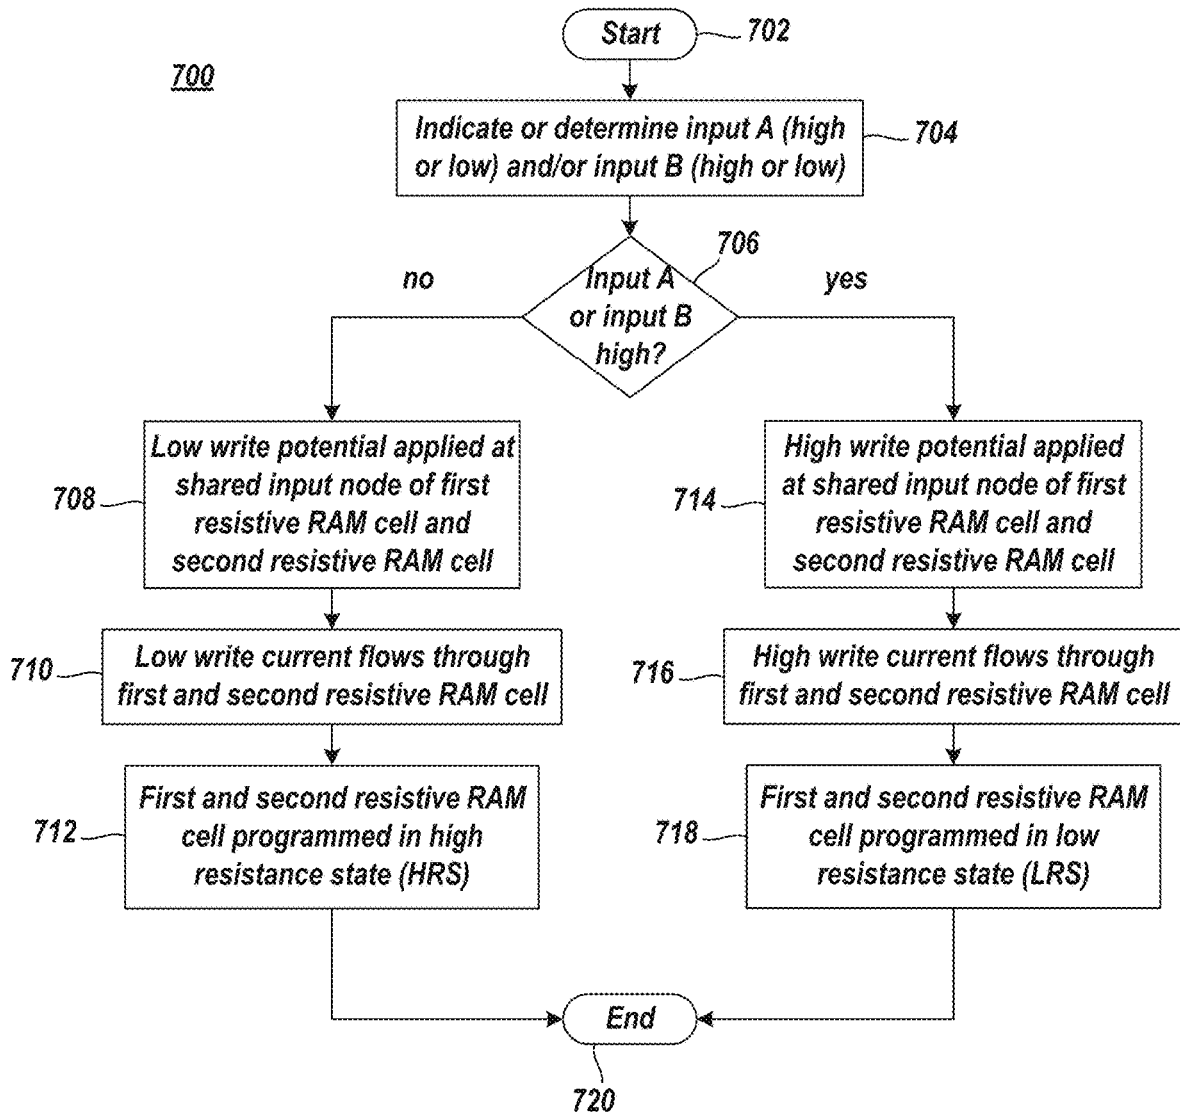 Start
702
700
Indicate or determine input A (high
or low) and/or input B (high or low)
704
706
no
Input A
or input B
high?
yes
Low write potential applied at
shared input node of first
resistive RAM cell and
second resistive RAM cell
708
High write potential applied
at shared input node of first
resistive RAM cell and
second resistive RAM cell
714
710
Low write current flows through
first and second resistive RAM cell
716
High write current flows through
first and second resistive RAM cell
712
First and second resistive RAM
cell programmed in high
resistance state (HRS)
718
First and second resistive RAM
cell programmed in low
resistance state (LRS)
End
720